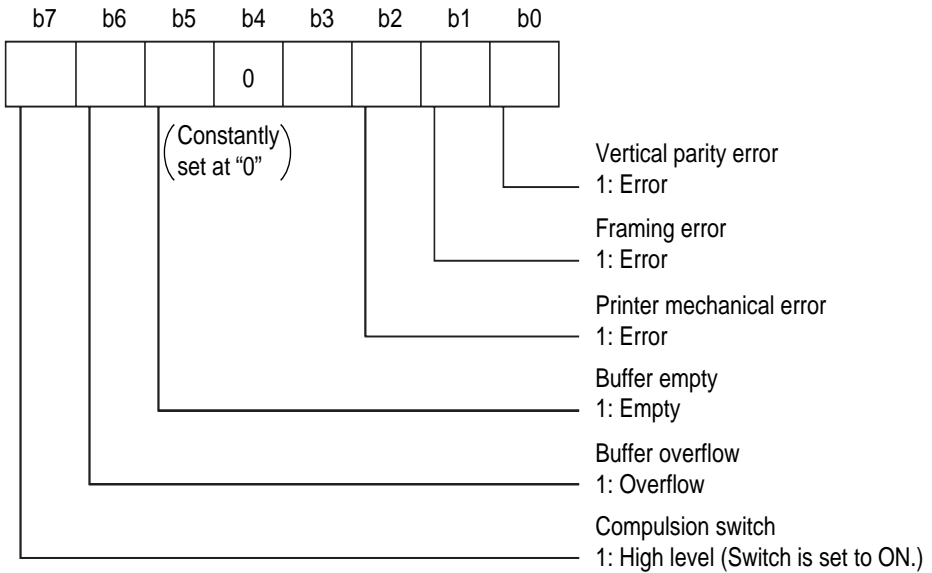 b7 b6 b5 b4 b3 b2 b1 b0
0
(Constantly
set at “0”)
Vertical parity error
1: Error
Framing error
1: Error
Printer mechanical error
1: Error
Buffer empty
1: Empty
Buffer overflow
1: Overflow
Compulsion switch
1: High level (Switch is set to ON.)